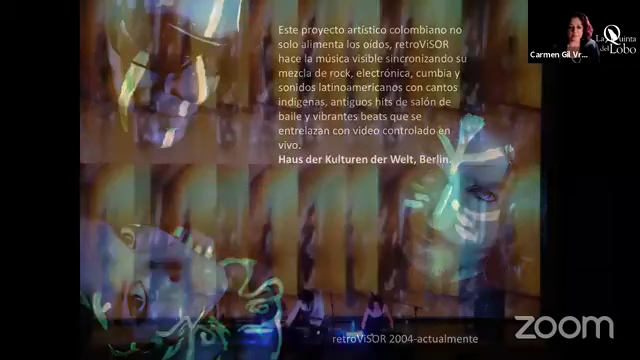 Este proyecto artístico colombiano no
solo alimenta los oídos, retroViSOR
hace la música visible sincronizando su
mezcla de rock, electrónica, cumbia y
sonidos latinoamericanos con cantos
indígenas, antiguos hits de salón de
baile y vibrantes beats que se
entrelazan con video controlado en
vivo.
Haus der Kulturen der Welt, Berlin.
Carmen Gil Vr...
La Quinta
del Lobo
retroViSOR 2004-actualmente
zoom